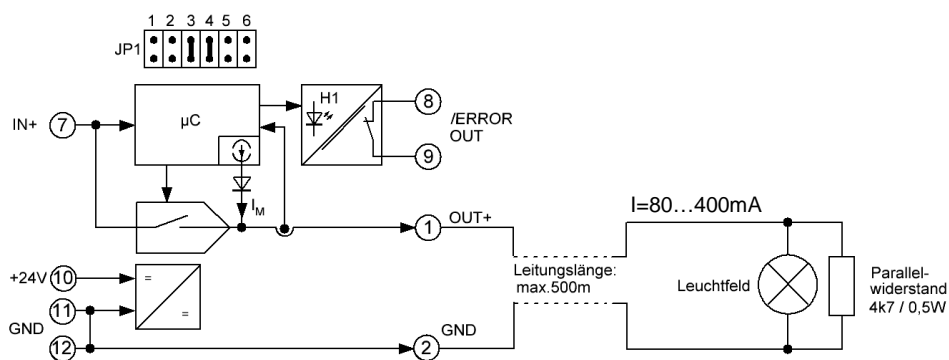 1 2 3 4 5 6
JP1
H1
8
/ERROR
OUT
9
IN+
7
µC
I=80...400mA
IM
1
OUT+
+24V
10
=
=
11
GND
12
2
GND
Leitungslänge:
max.500m
Leuchtfeld
Parallel-
widerstand
4k7 / 0,5W